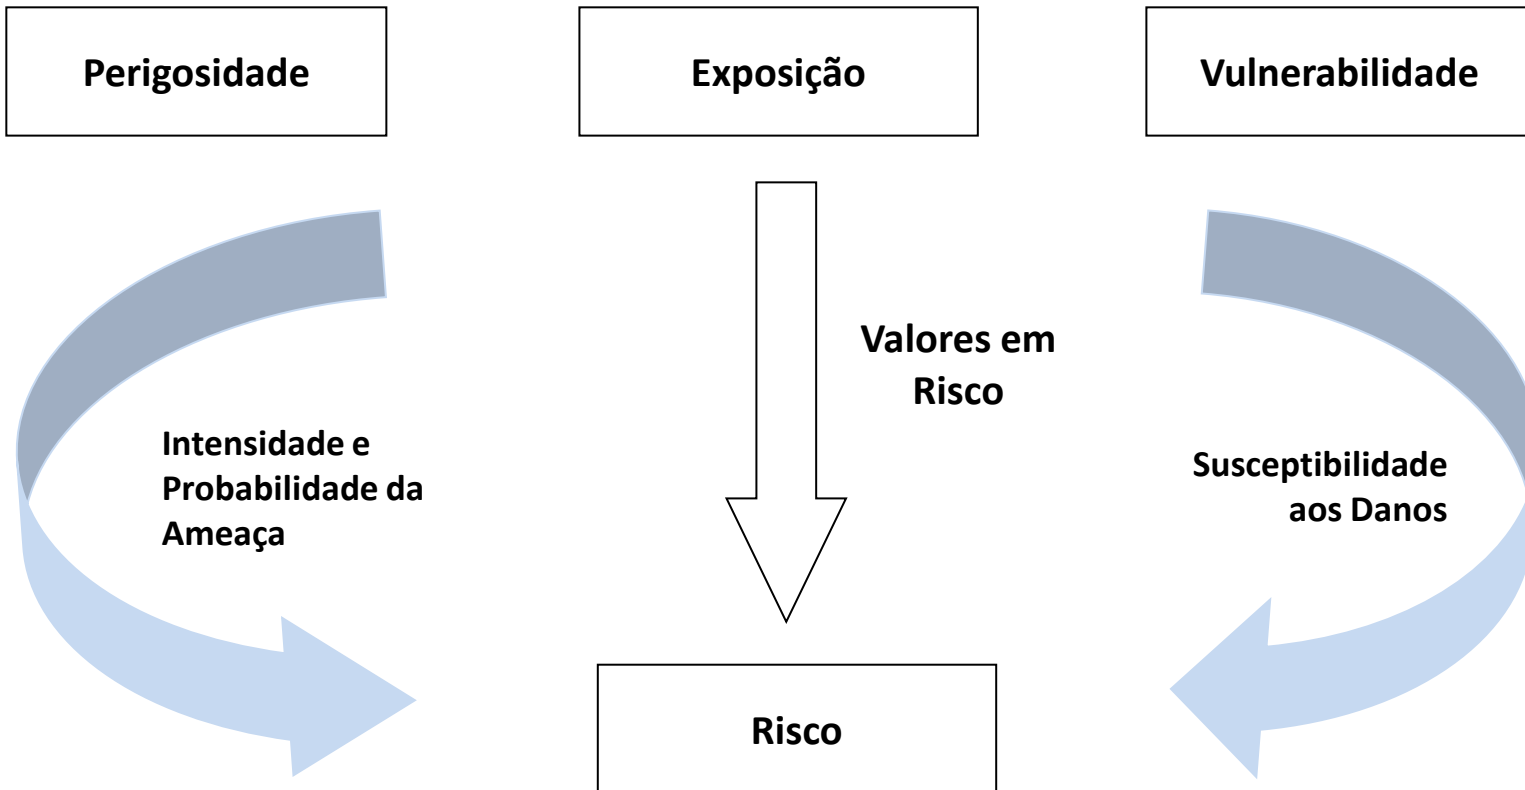 Perigosidade
Exposição
Vulnerabilidade
Valores em
Risco
Intensidade e
Probabilidade da
Ameaça
Susceptibilidade
aos Danos
Risco